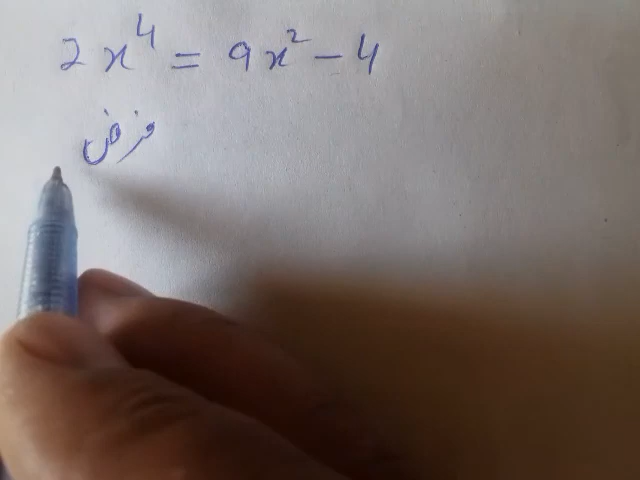 2x⁴ = 9x² - 4
فرض